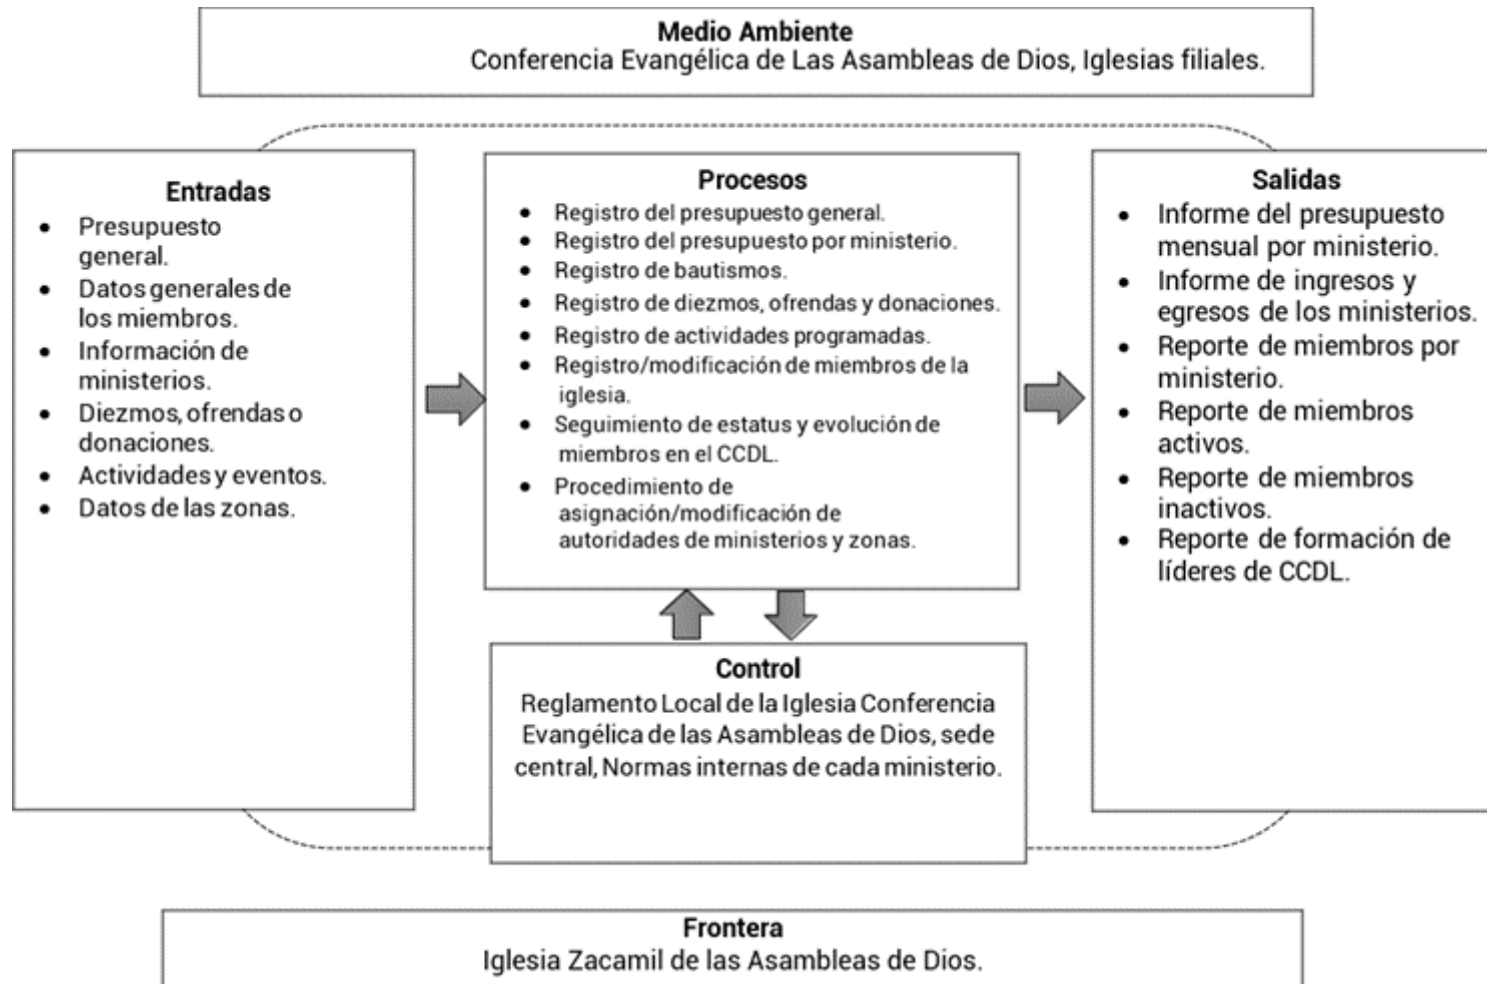 Medio Ambiente
Conferencia Evangélica de Las Asambleas de Dios, Iglesias filiales.
Entradas
• Presupuesto
general.
• Datos generales de
los miembros.
• Información de
ministerios.
• Diezmos, ofrendas o
donaciones.
• Actividades y eventos.
• Datos de las zonas.
Procesos
• Registro del presupuesto general.
• Registro del presupuesto por ministerio.
• Registro de bautismos.
• Registro de diezmos, ofrendas y donaciones.
• Registro de actividades programadas.
• Registro/modificación de miembros de la
iglesia.
• Seguimiento de estatus y evolución de
miembros en el CCDL.
• Procedimiento de
asignación/modificación de
autoridades de ministerios y zonas.
Salidas
• Informe del presupuesto
mensual por ministerio.
• Informe de ingresos y
egresos de los ministerios.
• Reporte de miembros por
ministerio.
• Reporte de miembros
activos.
• Reporte de miembros
inactivos.
• Reporte de formación de
líderes de CCDL.
Control
Reglamento Local de la Iglesia Conferencia
Evangélica de las Asambleas de Dios, sede
central, Normas internas de cada ministerio.
Frontera
Iglesia Zacamil de las Asambleas de Dios.